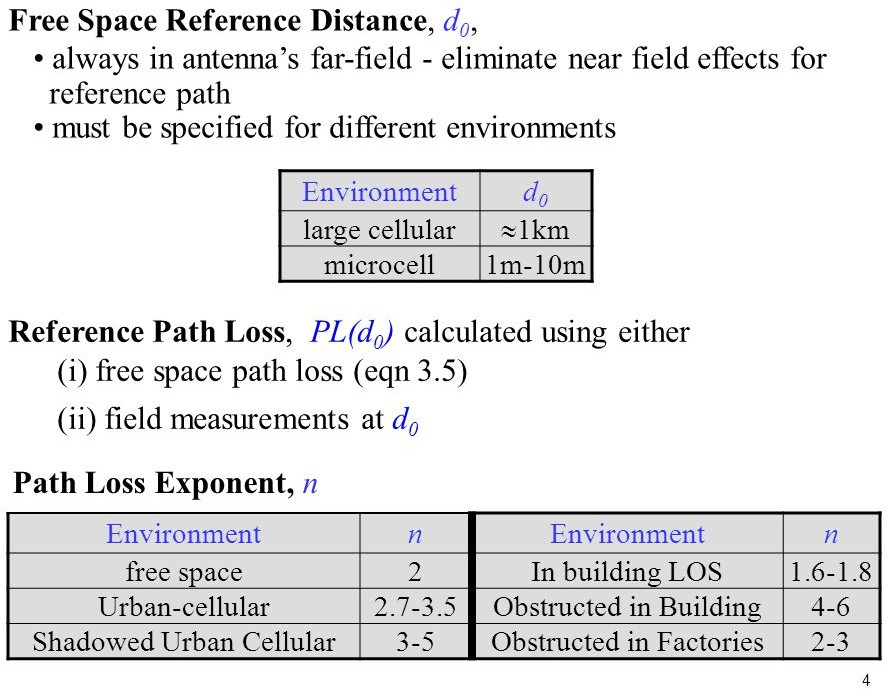 Free Space Reference Distance, d0,
• always in antenna's far-field - eliminate near field effects for
reference path
• must be specified for different environments
Environment d0
large cellular ≈1km
microcell 1m-10m
Reference Path Loss, PL(d0) calculated using either
(i) free space path loss (eqn 3.5)
(ii) field measurements at d0
Path Loss Exponent, n
Environment n Environment n
free space 2 In building LOS 1.6-1.8
Urban-cellular 2.7-3.5 Obstructed in Building 4-6
Shadowed Urban Cellular 3-5 Obstructed in Factories 2-3
4